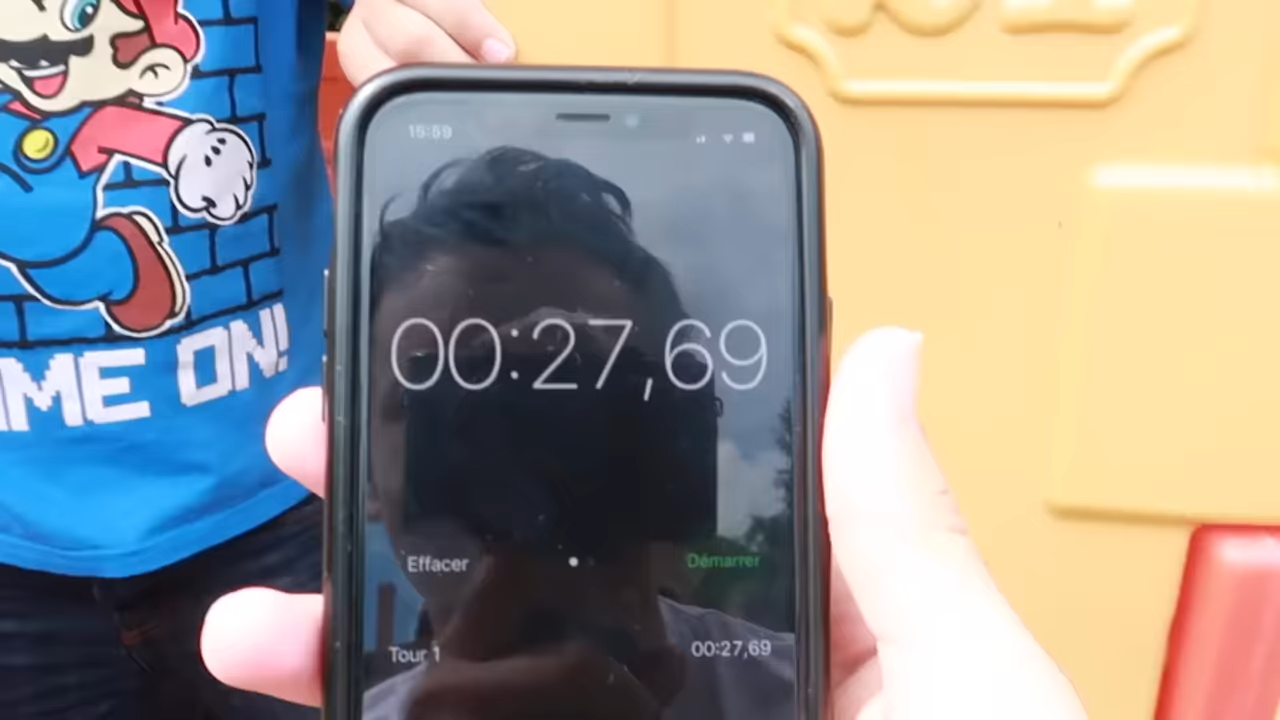 15:59
00:27,69
Effacer
Démarrer
Tour 1
00:27,69
ME ON!